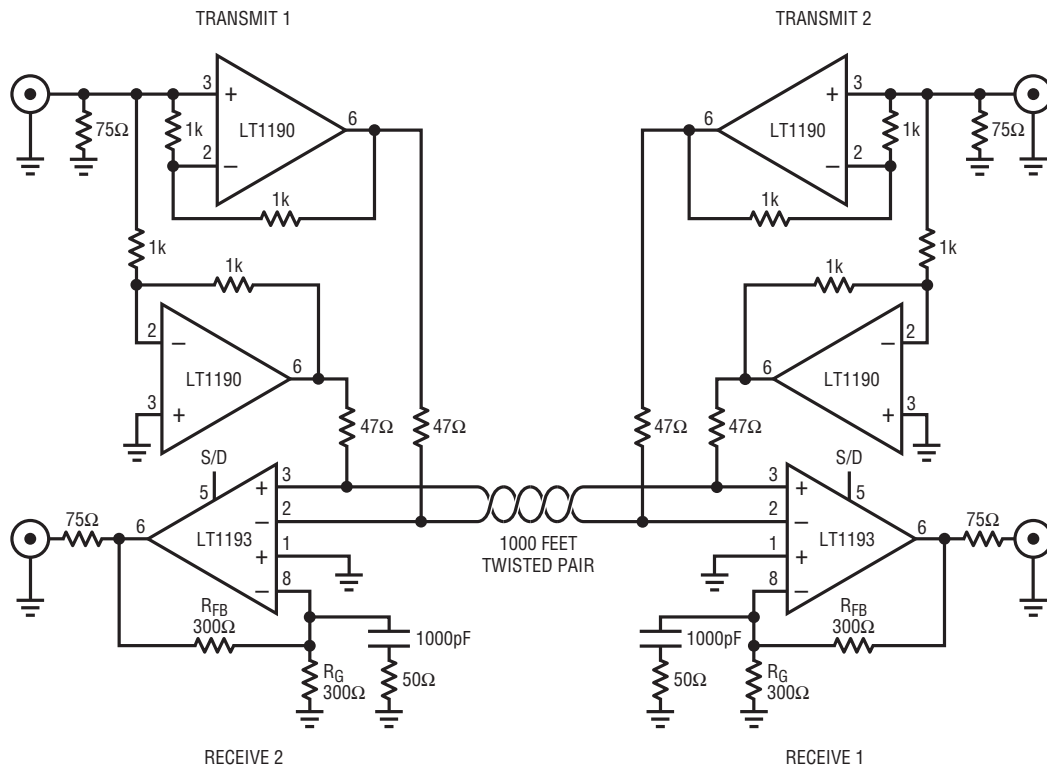 TRANSMIT 1
TRANSMIT 2
3
+
75Ω
1k
LT1190
6
2
−
1k
1k
1k
2
−
LT1190
6
3
+
47Ω
47Ω
6
3
+
LT1190
1k
75Ω
−
2
1k
1k
1k
2
−
6
LT1190
3
+
47Ω
47Ω
S/D
5
3
+
75Ω
6
2
−
LT1193
1
+
8
−
RFB
300Ω
1000pF
RG
300Ω
50Ω
1000 FEET
TWISTED PAIR
S/D
5
3
+
2
−
6
75Ω
1
+
LT1193
8
−
RFB
300Ω
1000pF
50Ω
RG
300Ω
RECEIVE 2
RECEIVE 1